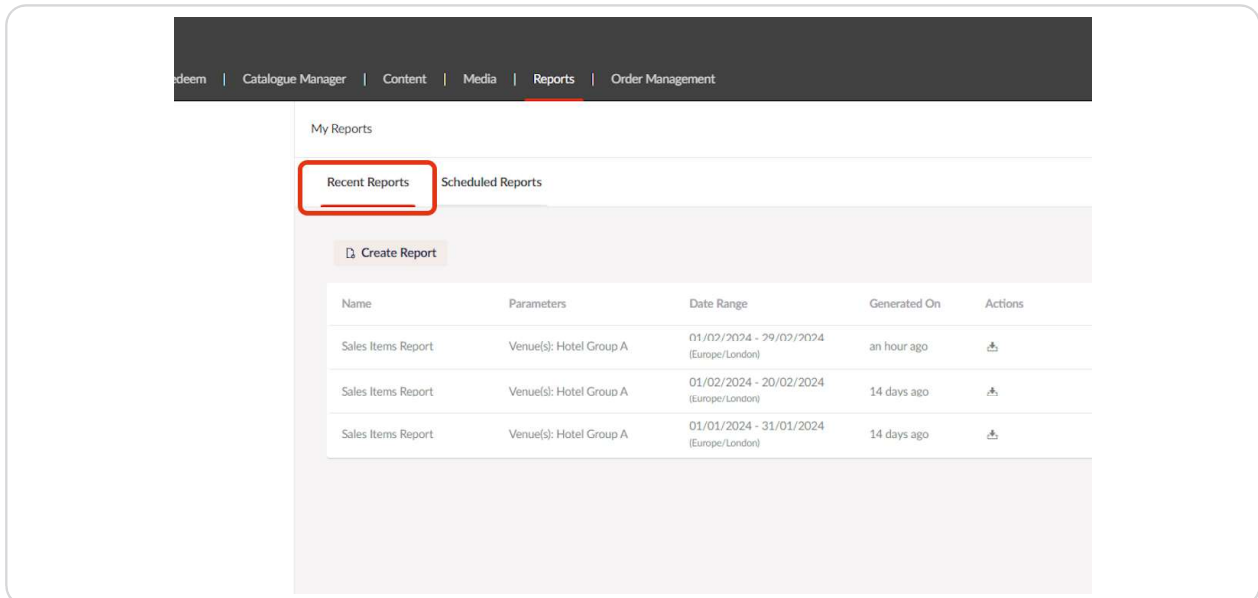 edeem | Catalogue Manager | Content | Media | Reports | Order Management
My Reports
Recent Reports Scheduled Reports
Create Report
Name Parameters Date Range Generated On Actions
Sales Items Report Venue(s): Hotel Group A 01/02/2024 - 29/02/2024 an hour ago
(Europe/London)
Sales Items Report Venue(s): Hotel Group A 01/02/2024 - 20/02/2024 14 days ago
(Europe/London)
Sales Items Report Venue(s): Hotel Group A 01/01/2024 - 31/01/2024 14 days ago
(Europe/London)